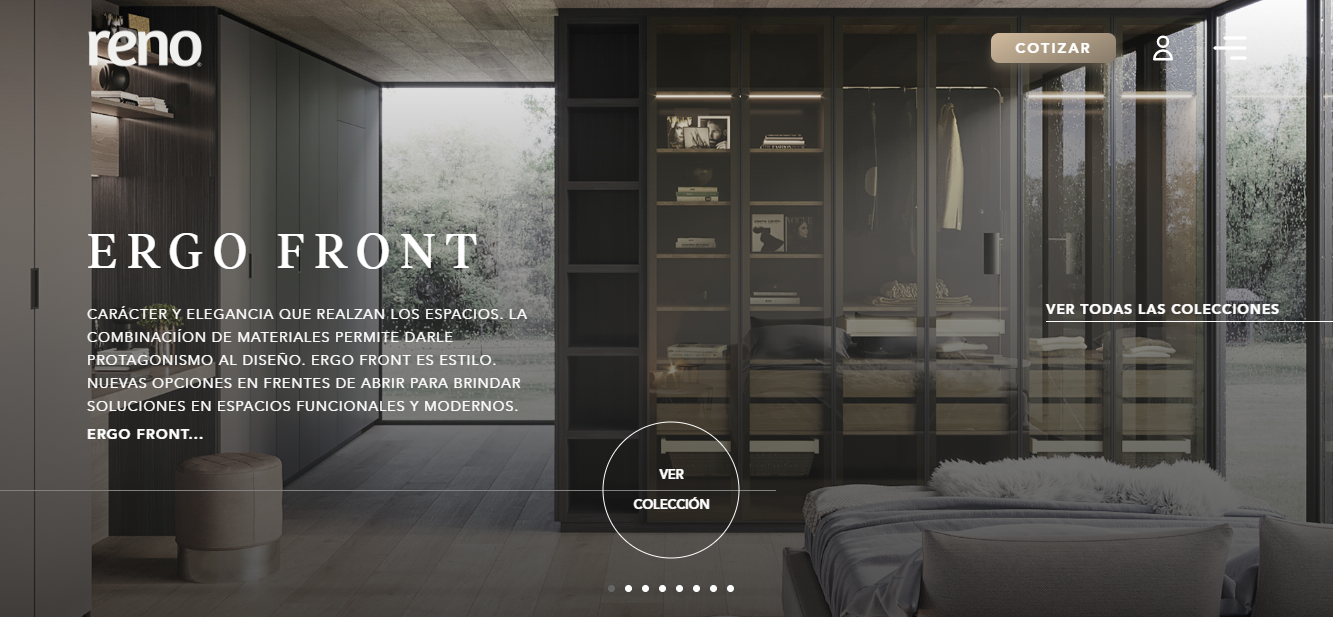 reno
COTIZAR
ERGO FRONT
CARÁCTER Y ELEGANCIA QUE REALZAN LOS ESPACIOS. LA
COMBINACIÍON DE MATERIALES PERMITE DARLE
PROTAGONISMO AL DISEÑO. ERGO FRONT ES ESTILO.
NUEVAS OPCIONES EN FRENTES DE ABRIR PARA BRINDAR
SOLUCIONES EN ESPACIOS FUNCIONALES Y MODERNOS.
ERGO FRONT...
VER TODAS LAS COLECCIONES
VER
COLECCIÓN